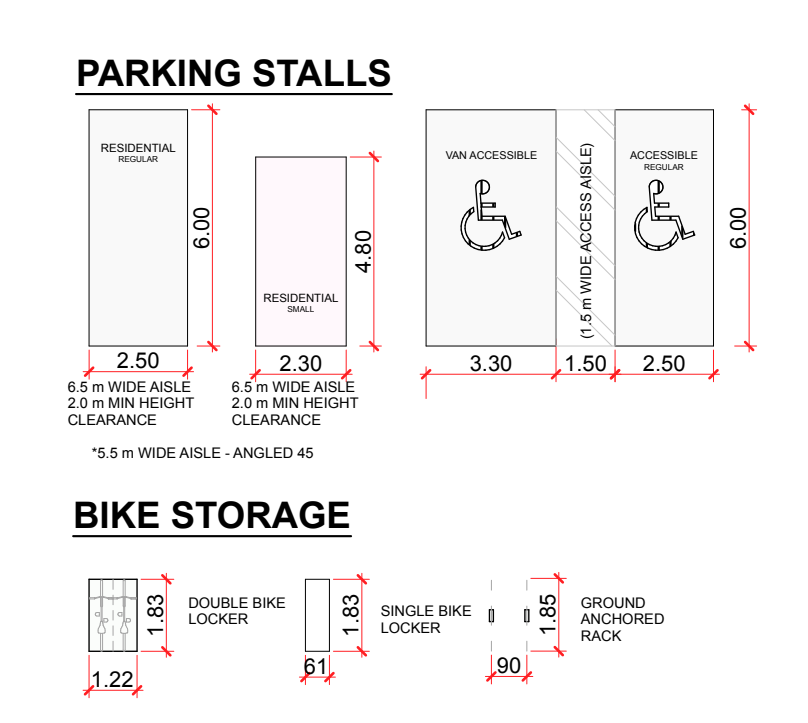 PARKING STALLS
RESIDENTIAL
REGULAR
6.00
2.50
6.5 m WIDE AISLE
2.0 m MIN HEIGHT
CLEARANCE
RESIDENTIAL
SMALL
4.80
2.30
6.5 m WIDE AISLE
2.0 m MIN HEIGHT
CLEARANCE
*5.5 m WIDE AISLE - ANGLED 45
VAN ACCESSIBLE
(1.5 m WIDE ACCESS AISLE)
ACCESSIBLE
REGULAR
6.00
3.30
1.50
2.50
BIKE STORAGE
1.83
1.22
DOUBLE BIKE
LOCKER
1.83
61
SINGLE BIKE
LOCKER
1.85
90
GROUND
ANCHORED
RACK